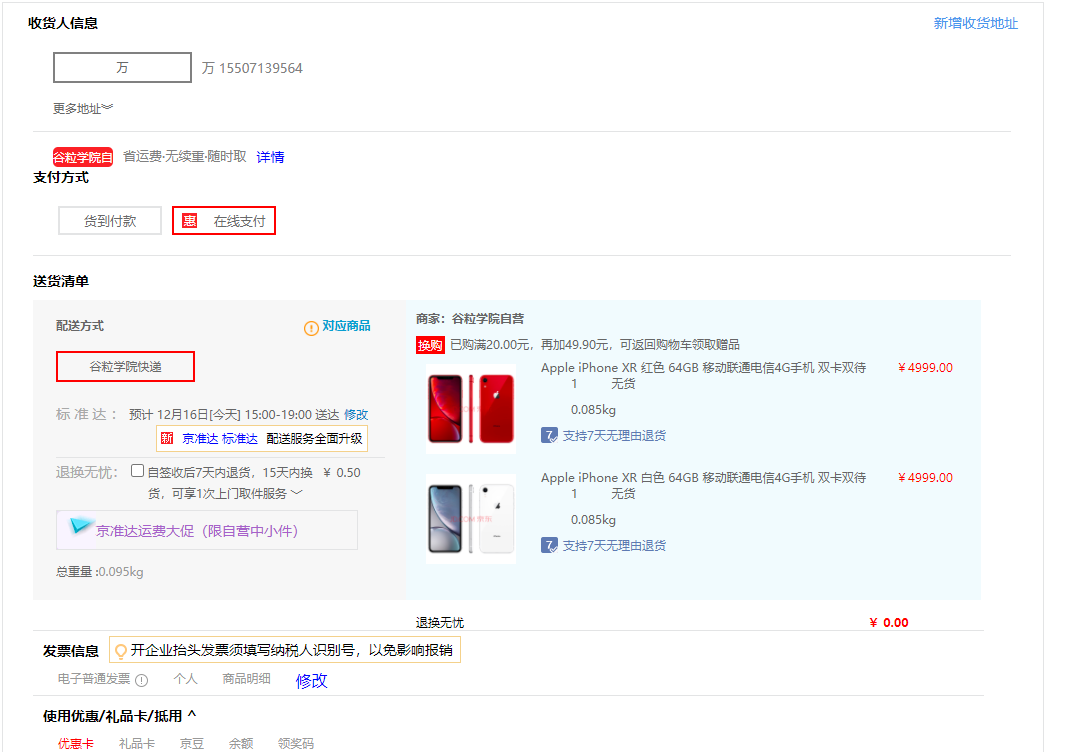 收货人信息 新增收货地址
万 万 15507139564
更多地址
谷粒学院自 省运费·无续重·随时取 详情
支付方式
货到付款 惠 在线支付
送货清单
配送方式 对应商品
谷粒学院快递
标 准 达： 预计 12月16日[今天] 15:00-19:00 送达 修改
新 京准达 标准达 配送服务全面升级
退换无忧： 自签收后7天内退货，15天内换 ￥ 0.50
货，可享1次上门取件服务
京准达运费大促（限自营中小件）
总重量 :0.095kg
商家：谷粒学院自营
换购 已购满20.00元，再加49.90元，可返回购物车领取赠品
Apple iPhone XR 红色 64GB 移动联通电信4G手机 双卡双待 ￥4999.00
1 无货
0.085kg
7 支持7天无理由退货
Apple iPhone XR 白色 64GB 移动联通电信4G手机 双卡双待 ￥4999.00
1 无货
0.085kg
7 支持7天无理由退货
退换无忧 ￥ 0.00
发票信息 开企业抬头发票须填写纳税人识别号，以免影响报销
电子普通发票 个人 商品明细 修改
使用优惠/礼品卡/抵用 ^
优惠卡 礼品卡 京豆 余额 领奖码